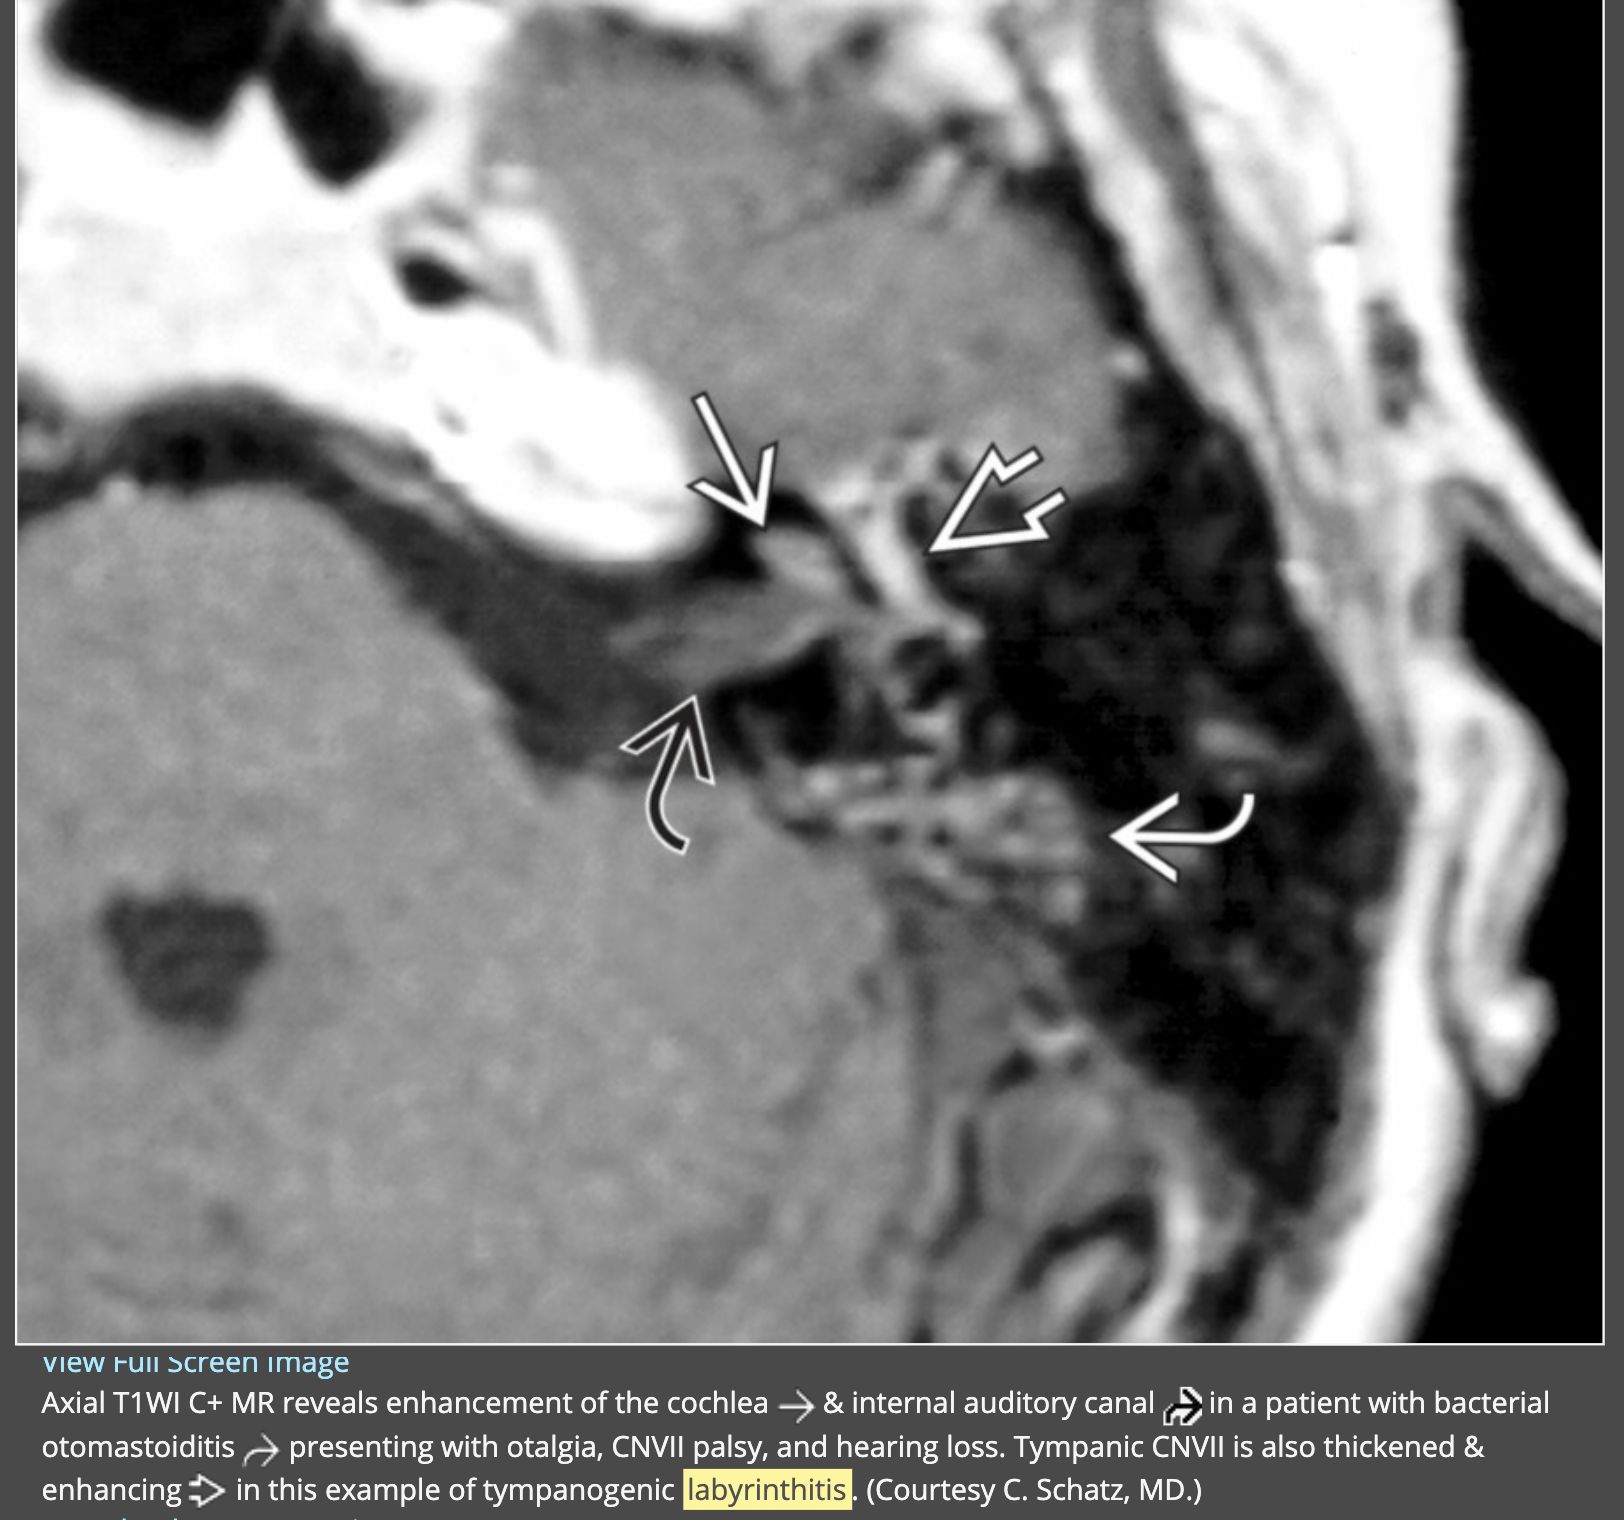 View Full Screen Image
Axial T1WI C+ MR reveals enhancement of the cochlea & internal auditory canal in a patient with bacterial
otomastoiditis presenting with otalgia, CNVII palsy, and hearing loss. Tympanic CNVII is also thickened &
enhancing in this example of tympanogenic labyrinthitis. (Courtesy C. Schatz, MD.)